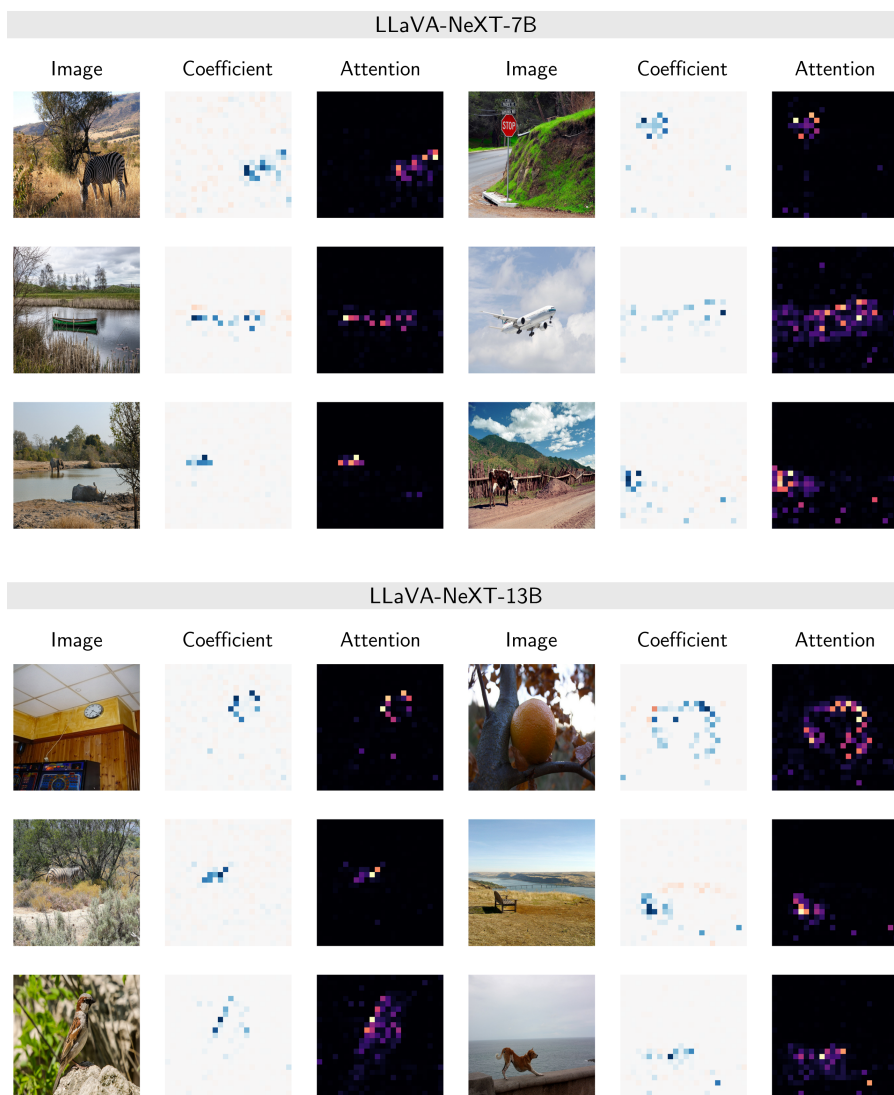 LLaVA-NeXT-7B
Image Coefficient Attention Image Coefficient Attention
STOP
LLaVA-NeXT-13B
Image Coefficient Attention Image Coefficient Attention